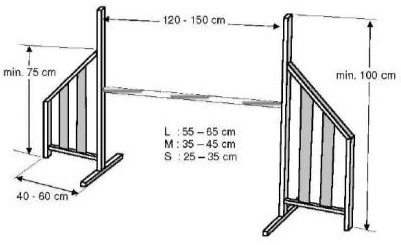 120 - 150 cm
min. 75 cm
min. 100 cm
L : 55 – 65 cm
M : 35 – 45 cm
S : 25 – 35 cm
40 - 60 cm